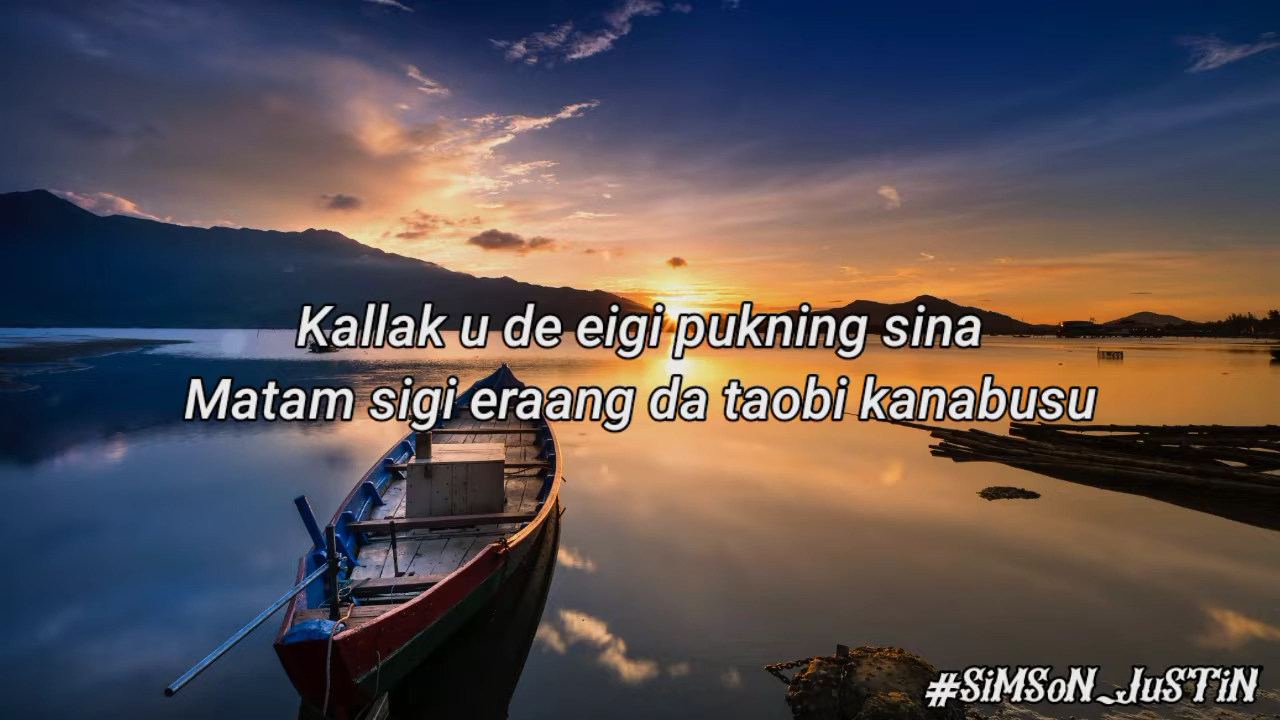 Kallak u de eigi pukning sina
Matam sigi eraang da taobi kanabusu
#SiMSoN_JuSTiN